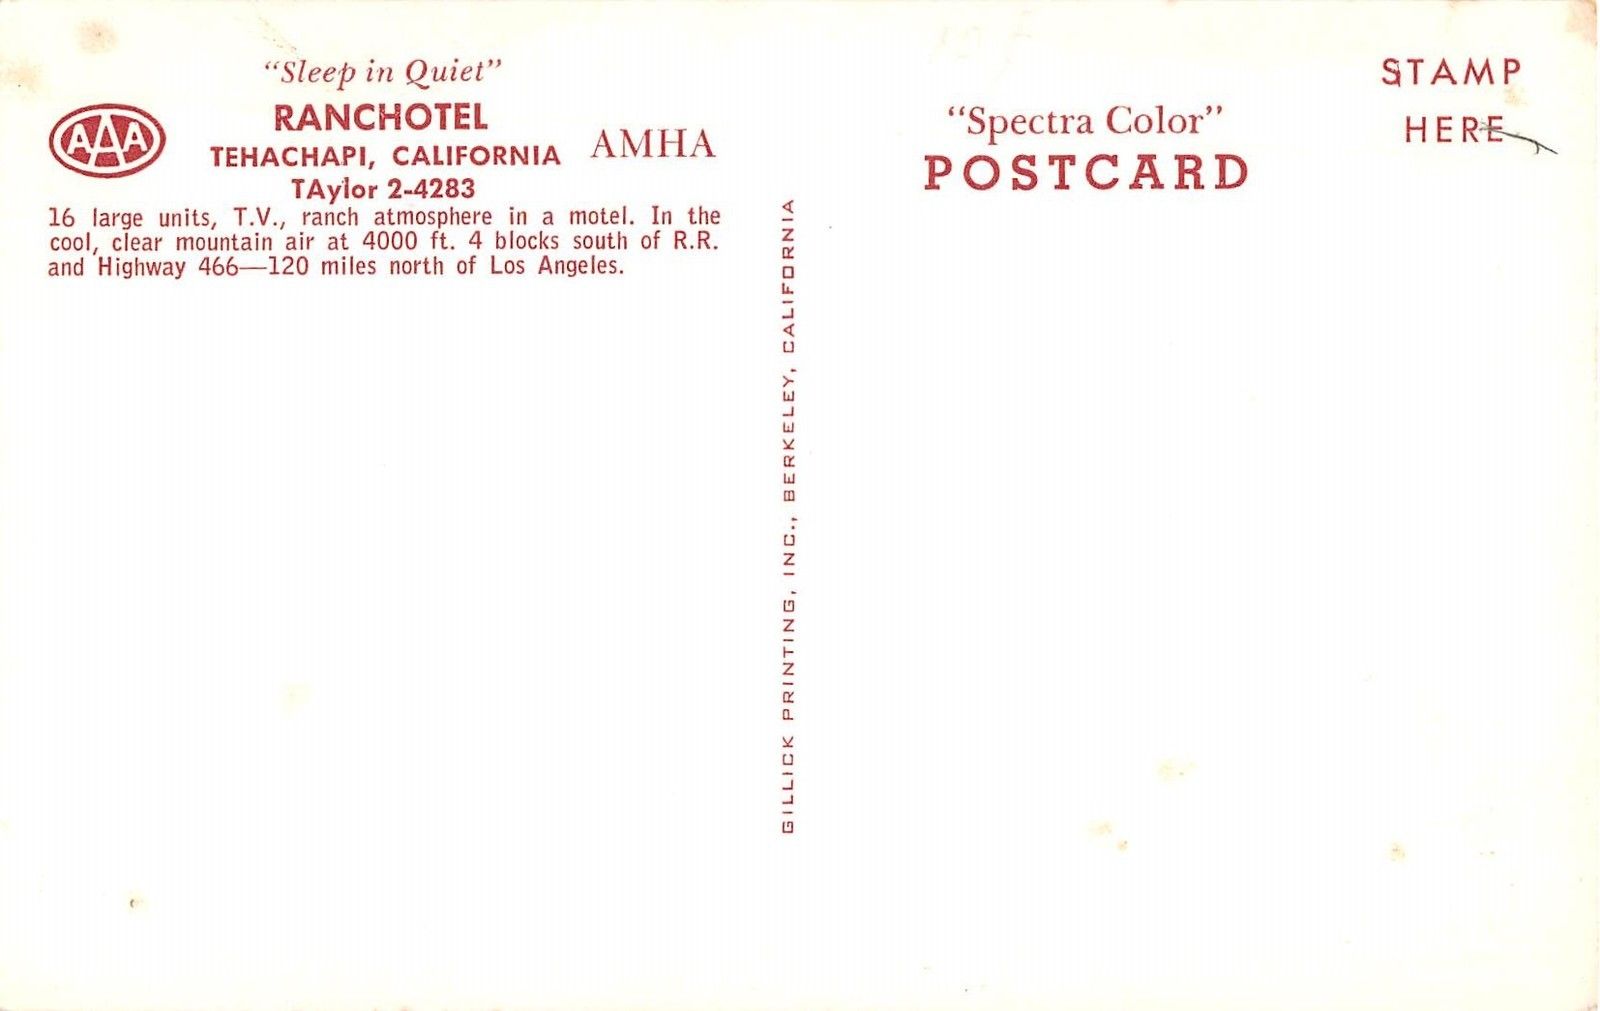 “Sleep in Quiet”
AAA
RANCHOTEL
TEHACHAPI, CALIFORNIA
AMHA
TAylor 2-4283
16 large units, T.V., ranch atmosphere in a motel. In the
cool, clear mountain air at 4000 ft. 4 blocks south of R.R.
and Highway 466—120 miles north of Los Angeles.
GILLICK PRINTING, INC., BERKELEY, CALIFORNIA
“Spectra Color”
POSTCARD
STAMP
HERE